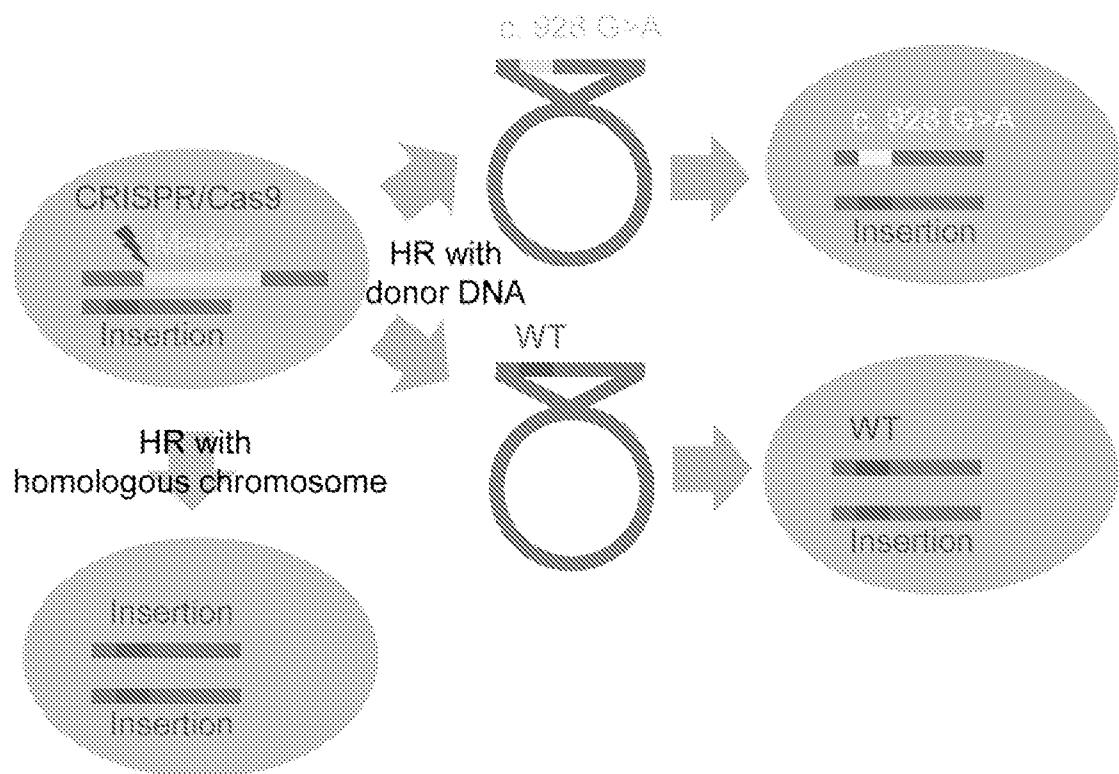 c. 928 G>A
c. 928 G>A
CRISPR/Cas9
Insertion
HR with
donor DNA
Insertion
WT
HR with
homologous chromosome
WT
Insertion
Insertion
Insertion